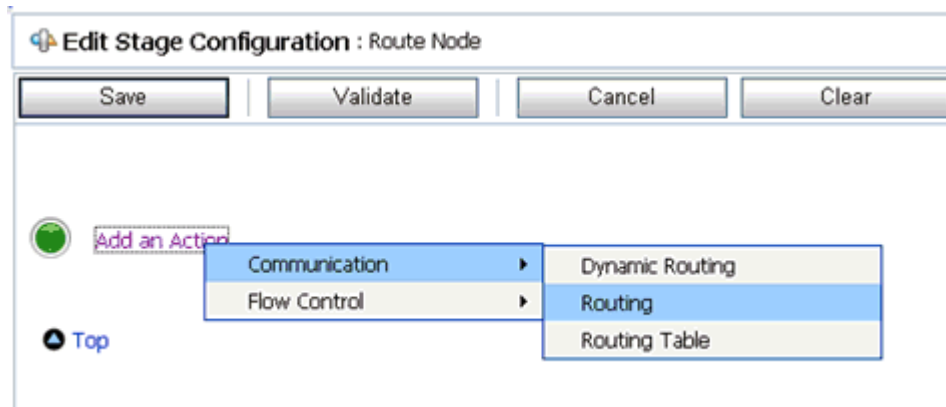 Edit Stage Configuration : Route Node
Save Validate Cancel Clear
Add an Action
Communication Dynamic Routing
Flow Control Routing
Routing Table
Top